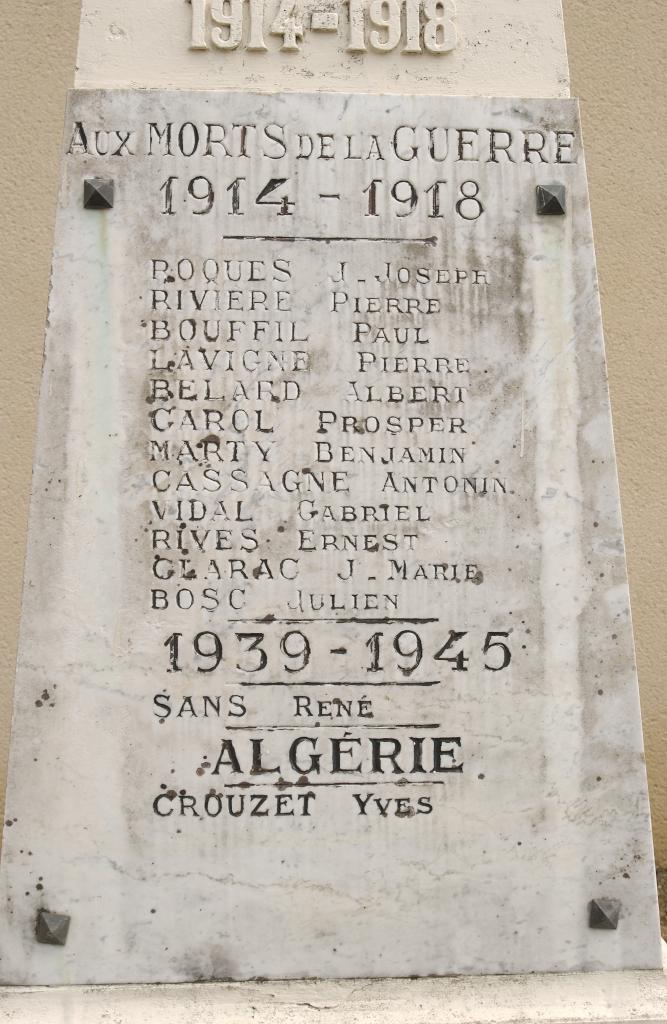 1914-1918
AUX MORTS DE LA GUERRE
1914 - 1918
ROQUES J. JOSEPH
RIVIERE PIERRE
BOUFFIL PAUL
LAVIGNE PIERRE
BELARD ALBERT
CAROL PROSPER
MARTY BENJAMIN
CASSAGNE ANTONIN
VIDAL GABRIEL
RIVES ERNEST
CLARAC J. MARIE
BOSC JULIEN
1939 - 1945
SANS RENÉ
ALGÉRIE
CROUZET YVES